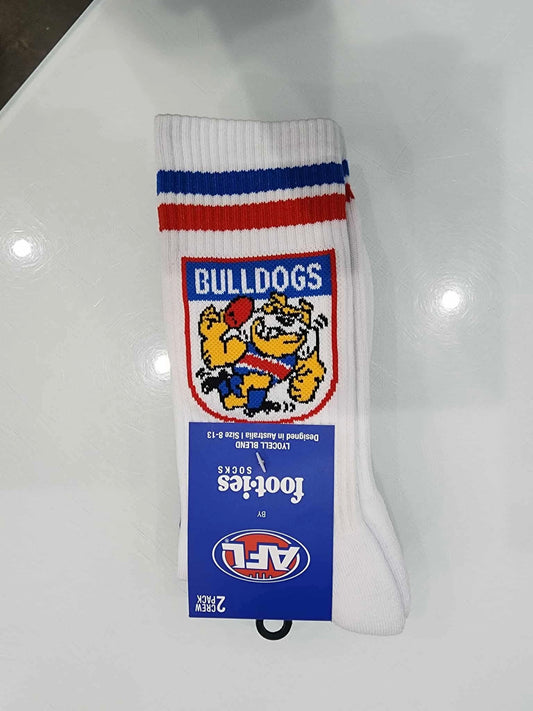 BULLDOGS
2 CREW
PACK
AFL
BY
foot·ies
SOCKS
LYOCELL BLEND
Designed in Australia | Size 8-13